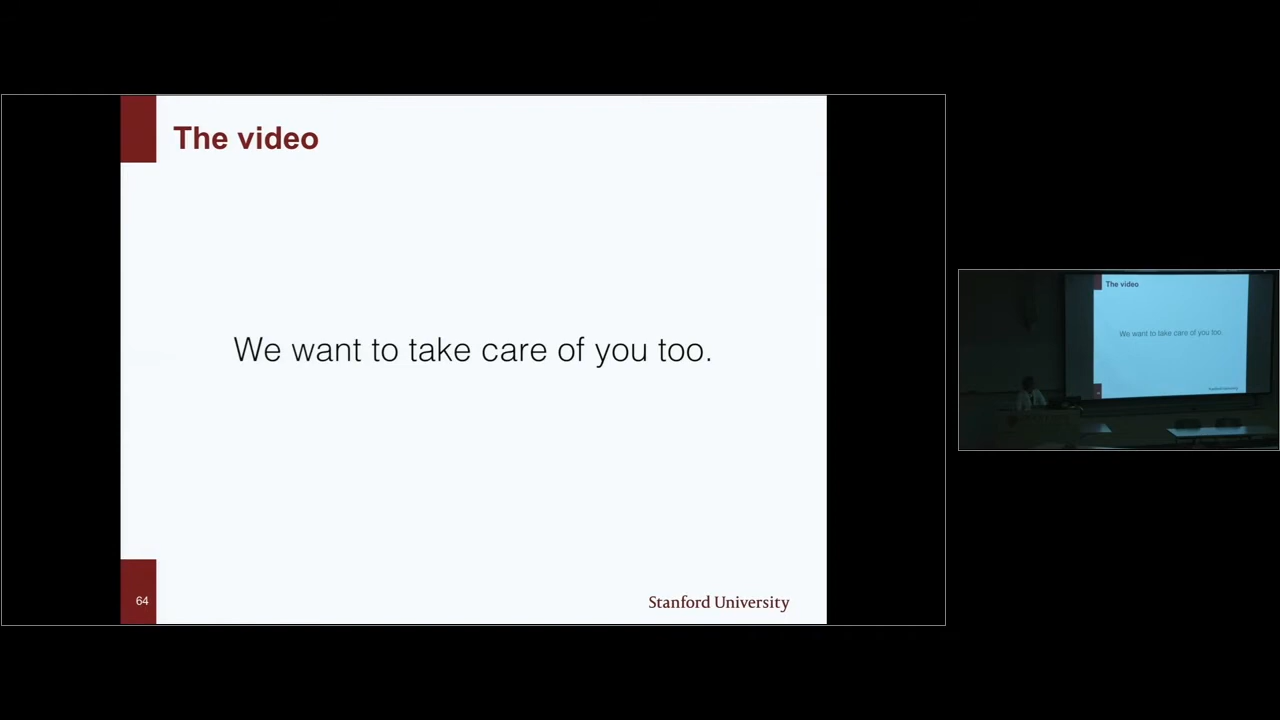 The video
We want to take care of you too.
64
Stanford University
The video
We want to take care of you too.